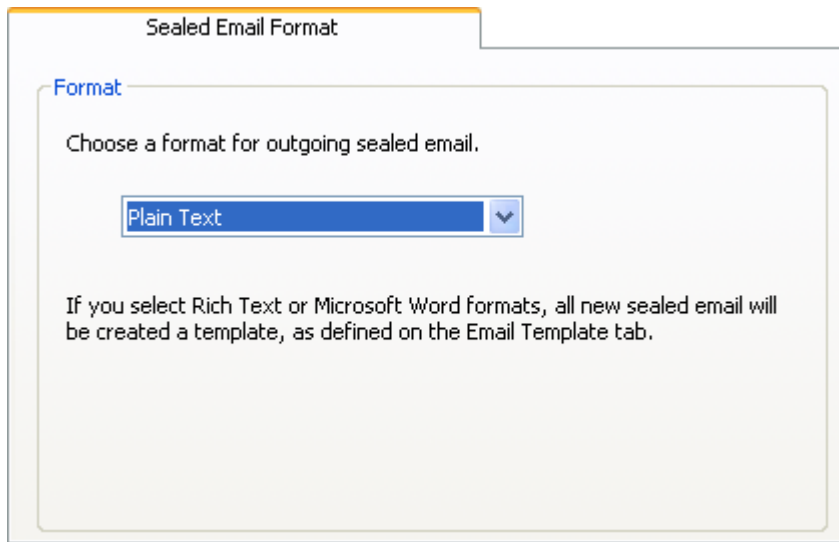 Sealed Email Format
Format
Choose a format for outgoing sealed email.
Plain Text
If you select Rich Text or Microsoft Word formats, all new sealed email will
be created a template, as defined on the Email Template tab.